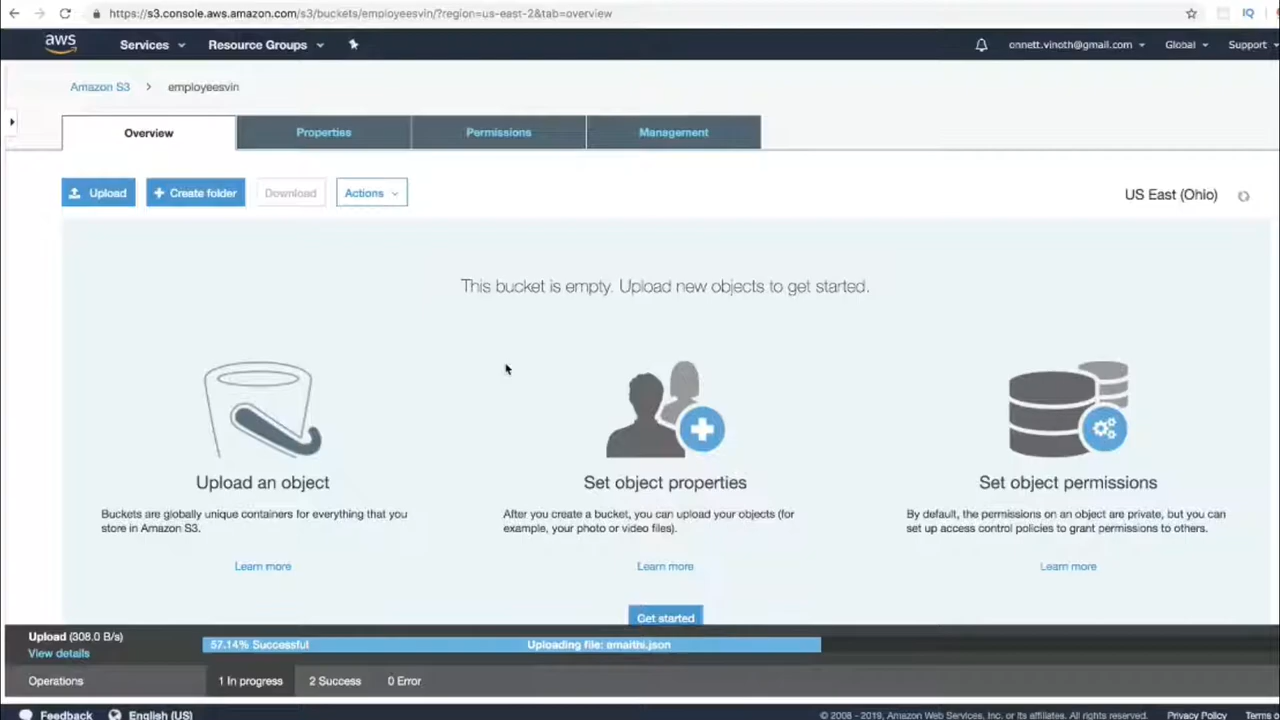 https://s3.console.aws.amazon.com/s3/buckets/employeesvin/?region=us-east-2&tab=overview
IQ
aws Services Resource Groups onnett.vinoth@gmail.com Global Support
Amazon S3 > employeesvin
Overview Properties Permissions Management
Upload + Create folder Download Actions US East (Ohio)
This bucket is empty. Upload new objects to get started.
Upload an object Set object properties Set object permissions
Buckets are globally unique containers for everything that you After you create a bucket, you can upload your objects (for By default, the permissions on an object are private, but you can
store in Amazon S3. example, your photo or video files). set up access control policies to grant permissions to others.
Learn more Learn more Learn more
Get started
Upload (308.0 B/s)
57.14% Successful Uploading file: emaithi.json
View details
Operations 1 In progress 2 Success 0 Error
Feedback English (US) © 2008 - 2019, Amazon Web Services, Inc. or its affiliates. All rights reserved. Privacy Policy Terms o